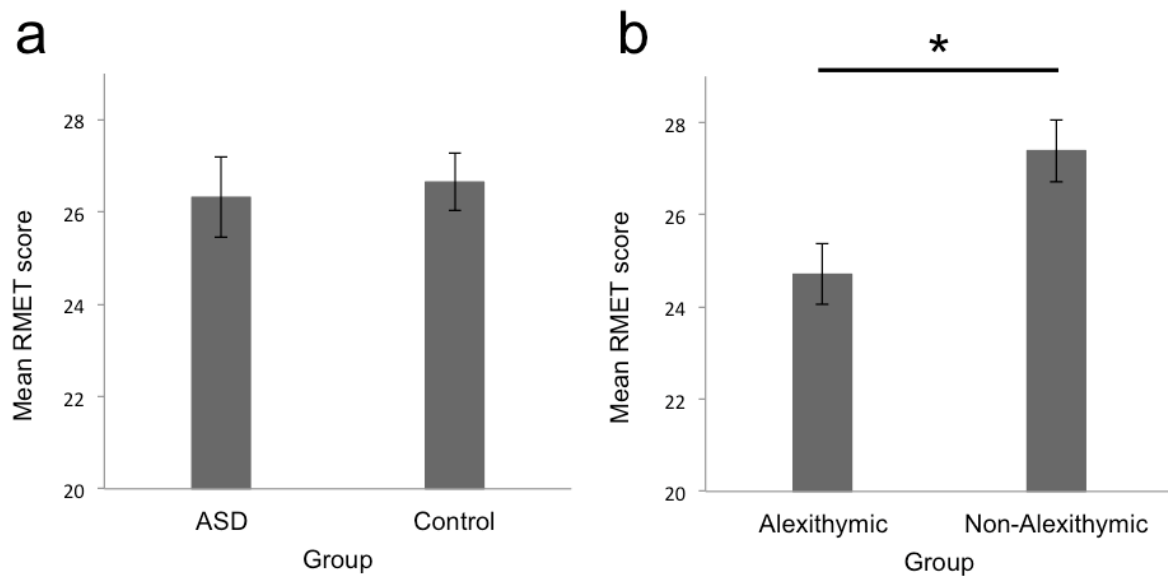 a
Mean RMET score
28
26
24
22
20
ASD
Control
Group
b
*
Mean RMET score
28
26
24
22
20
Alexithymic
Non-Alexithymic
Group